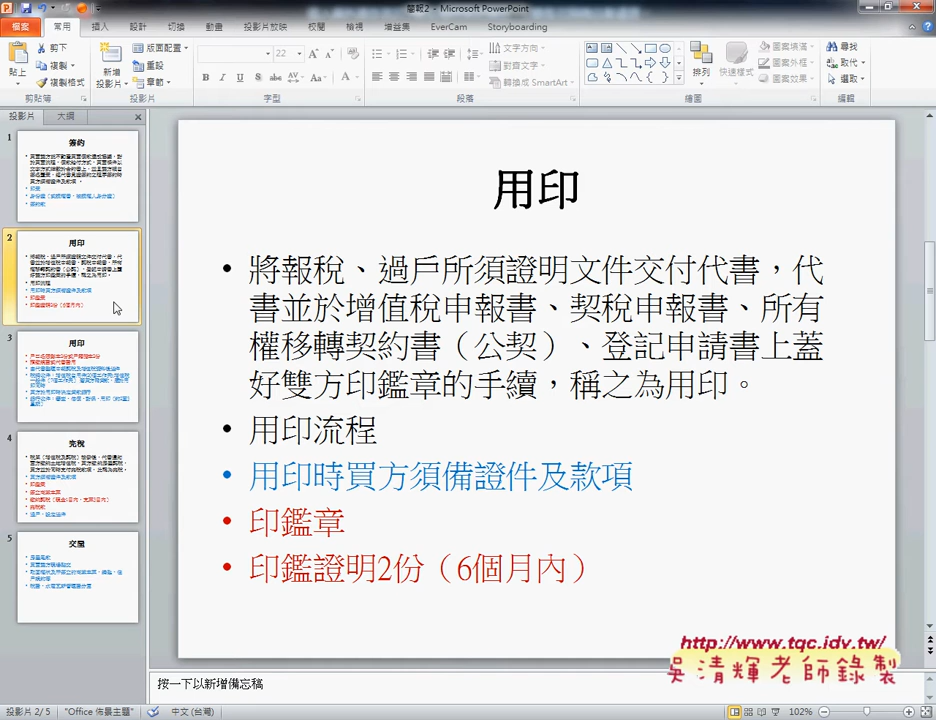 簡報2 - Microsoft PowerPoint
檔案 常用 插入 設計 切換 動畫 投影片放映 校閱 檢視 增益集 EverCam Storyboarding
貼上 剪下 複製 複製格式 剪貼簿
新增投影片 版面配置 重設 章節 投影片
22 B I U S abc AV Aa A 字型
文字方向 對齊文字 轉換成 SmartArt 段落
排列 快速樣式 圖案填滿 圖案外框 圖案效果 繪圖
尋找 取代 選取 編輯
投影片 大綱
1 簽約
2 用印
3 用印
4 完稅
5 交屋
用印
• 將報稅、過戶所須證明文件交付代書，代
書並於增值稅申報書、契稅申報書、所有
權移轉契約書（公契）、登記申請書上蓋
好雙方印鑑章的手續，稱之為用印。
• 用印流程
• 用印時買方須備證件及款項
• 印鑑章
• 印鑑證明2份（6個月內）
http://www.tqc.idv.tw/
吳清輝老師錄製
按一下以新增備忘稿
投影片 2/5 "Office 佈景主題" 中文 (台灣) 102%